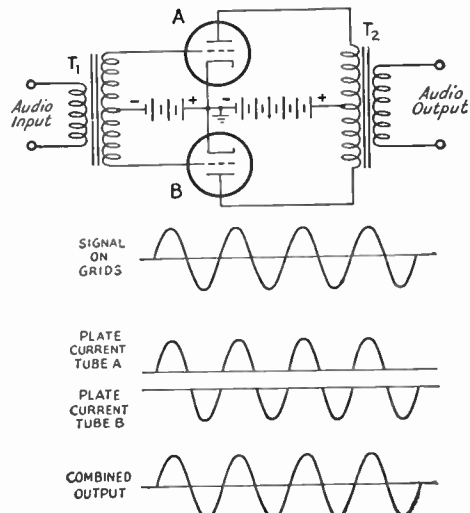 A
T1
T2
- + - +
Audio
Input
Audio
Output
B
SIGNAL
ON
GRIDS
PLATE
CURRENT
TUBE A
PLATE
CURRENT
TUBE B
COMBINED
OUTPUT